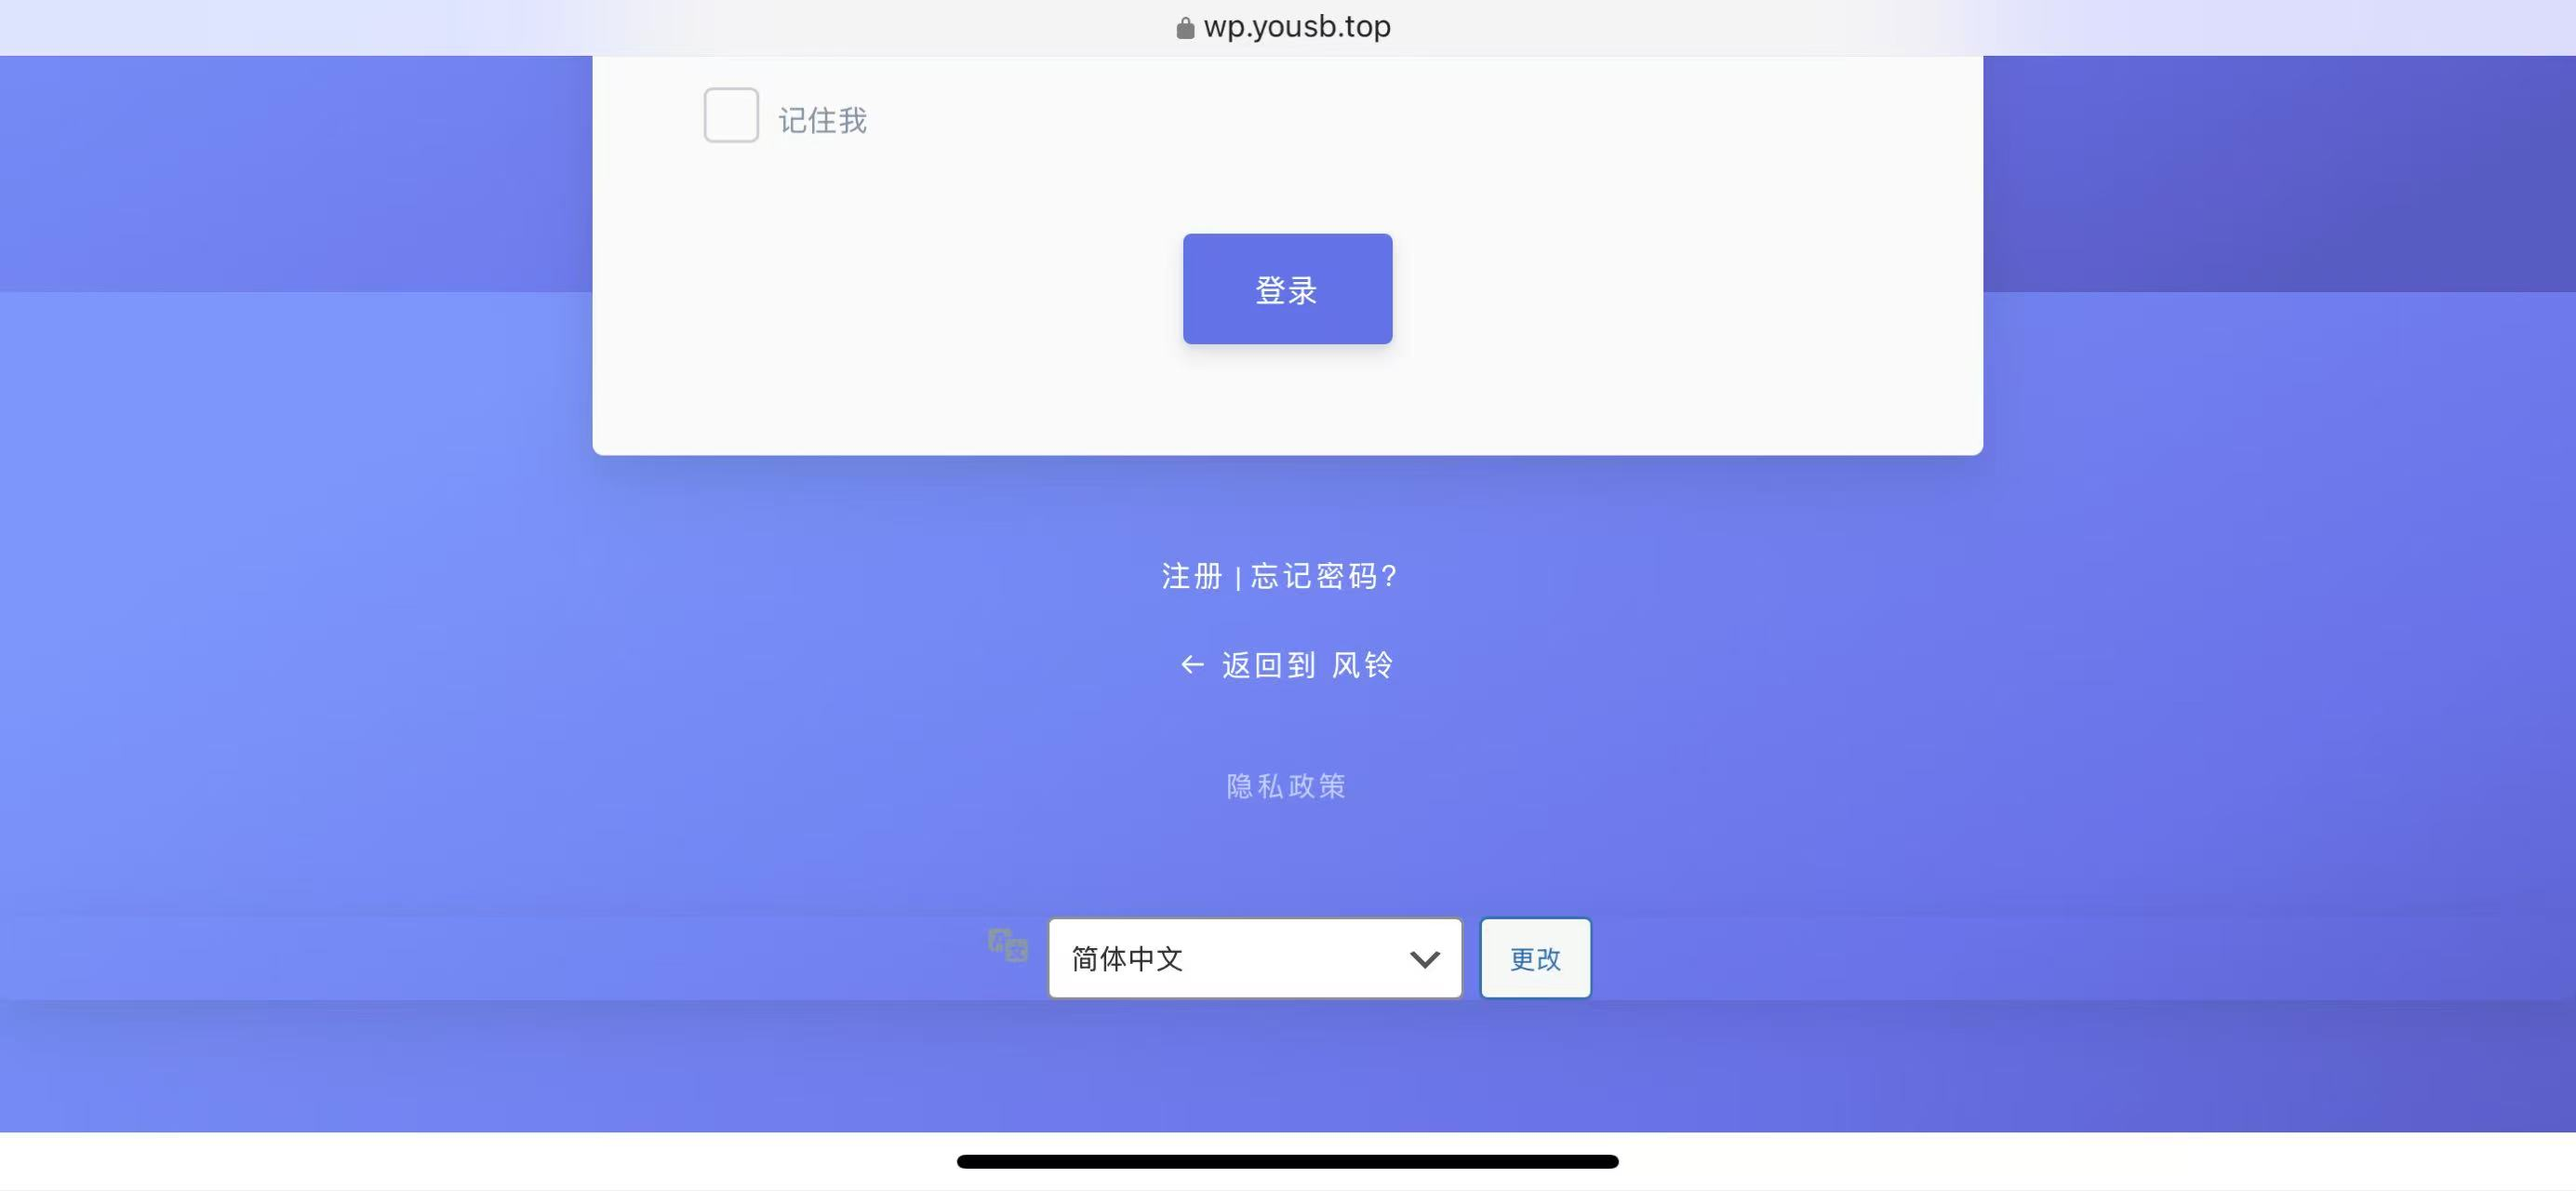 wp.yousb.top
记住我
登录
注册 | 忘记密码?
← 返回到 风铃
隐私政策
简体中文
更改